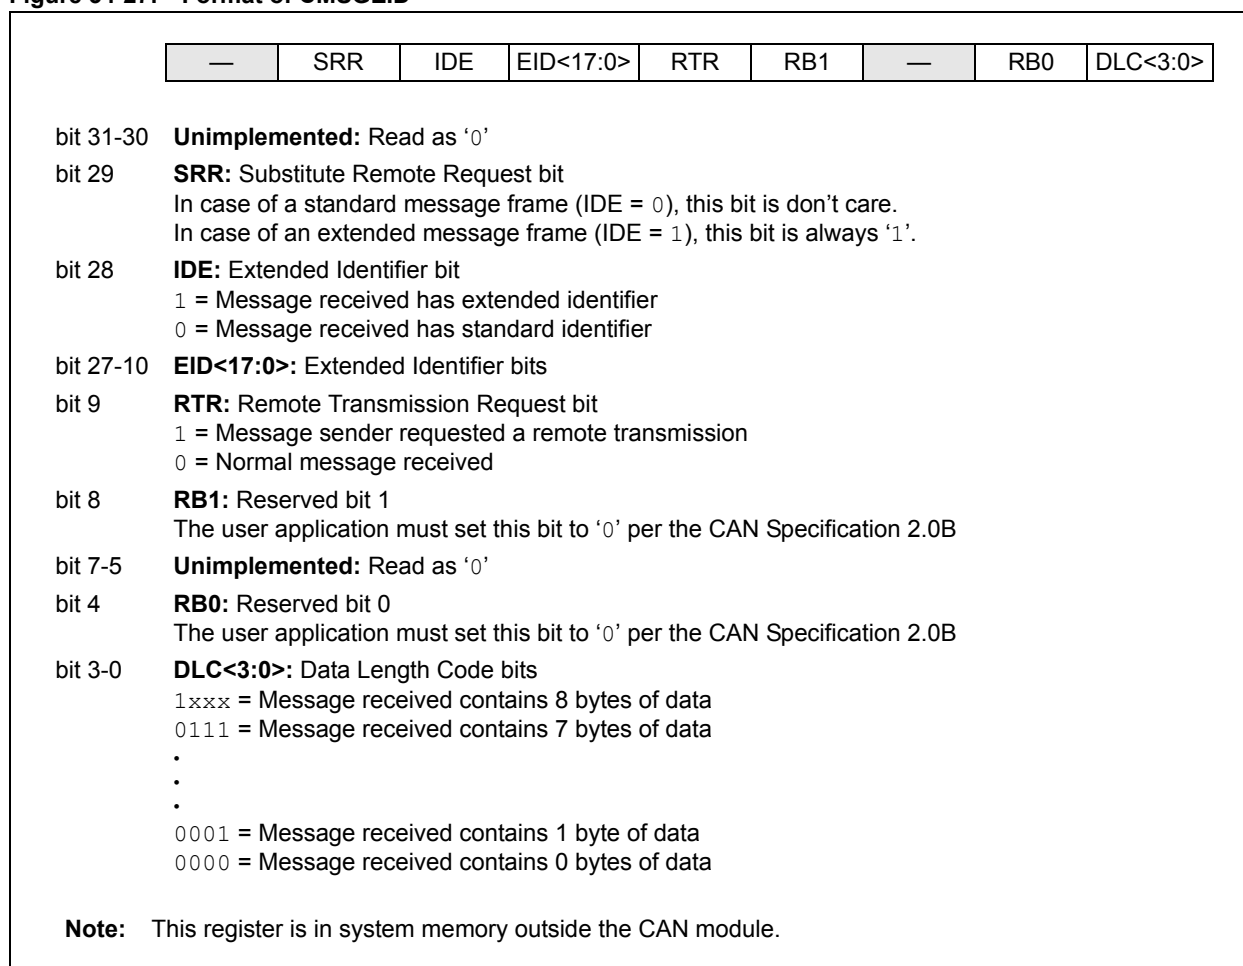 — SRR IDE EID<17:0> RTR RB1 — RB0 DLC<3:0>
bit 31-30 Unimplemented: Read as ‘0’
bit 29 SRR: Substitute Remote Request bit
In case of a standard message frame (IDE = 0), this bit is don’t care.
In case of an extended message frame (IDE = 1), this bit is always ‘1’.
bit 28 IDE: Extended Identifier bit
1 = Message received has extended identifier
0 = Message received has standard identifier
bit 27-10 EID<17:0>: Extended Identifier bits
bit 9 RTR: Remote Transmission Request bit
1 = Message sender requested a remote transmission
0 = Normal message received
bit 8 RB1: Reserved bit 1
The user application must set this bit to ‘0’ per the CAN Specification 2.0B
bit 7-5 Unimplemented: Read as ‘0’
bit 4 RB0: Reserved bit 0
The user application must set this bit to ‘0’ per the CAN Specification 2.0B
bit 3-0 DLC<3:0>: Data Length Code bits
1xxx = Message received contains 8 bytes of data
0111 = Message received contains 7 bytes of data
•
•
•
0001 = Message received contains 1 byte of data
0000 = Message received contains 0 bytes of data
Note: This register is in system memory outside the CAN module.